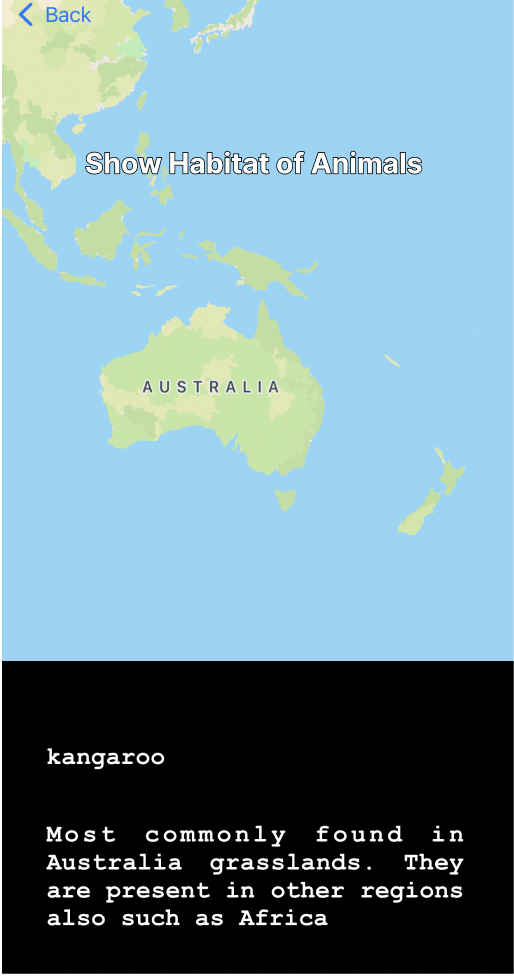 Back
Show Habitat of Animals
AUSTRALIA
kangaroo
Most commonly found in
Australia grasslands. They
are present in other regions
also such as Africa